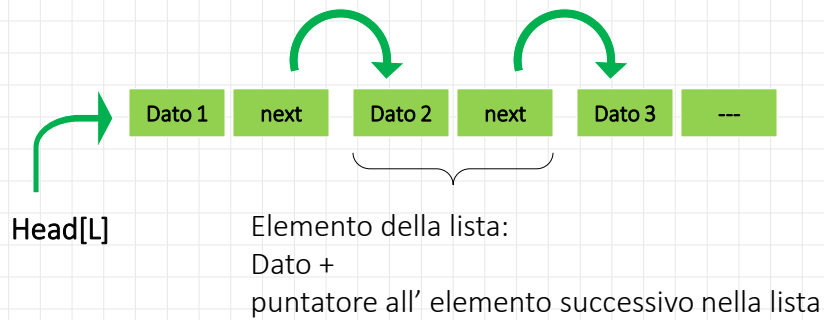 Dato 1 next Dato 2 next Dato 3 ---
Head[L]
Elemento della lista:
Dato +
puntatore all’ elemento successivo nella lista